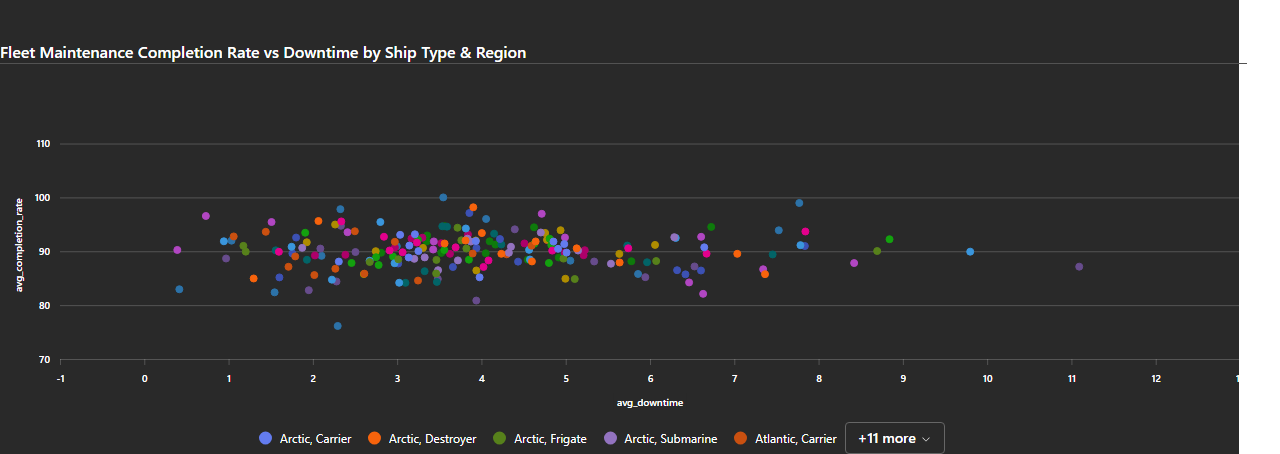 Fleet Maintenance Completion Rate vs Downtime by Ship Type & Region
110
100
90
80
70
avg_completion_rate
-1 0 1 2 3 4 5 6 7 8 9 10 11 12
avg_downtime
Arctic, Carrier Arctic, Destroyer Arctic, Frigate Arctic, Submarine Atlantic, Carrier +11 more